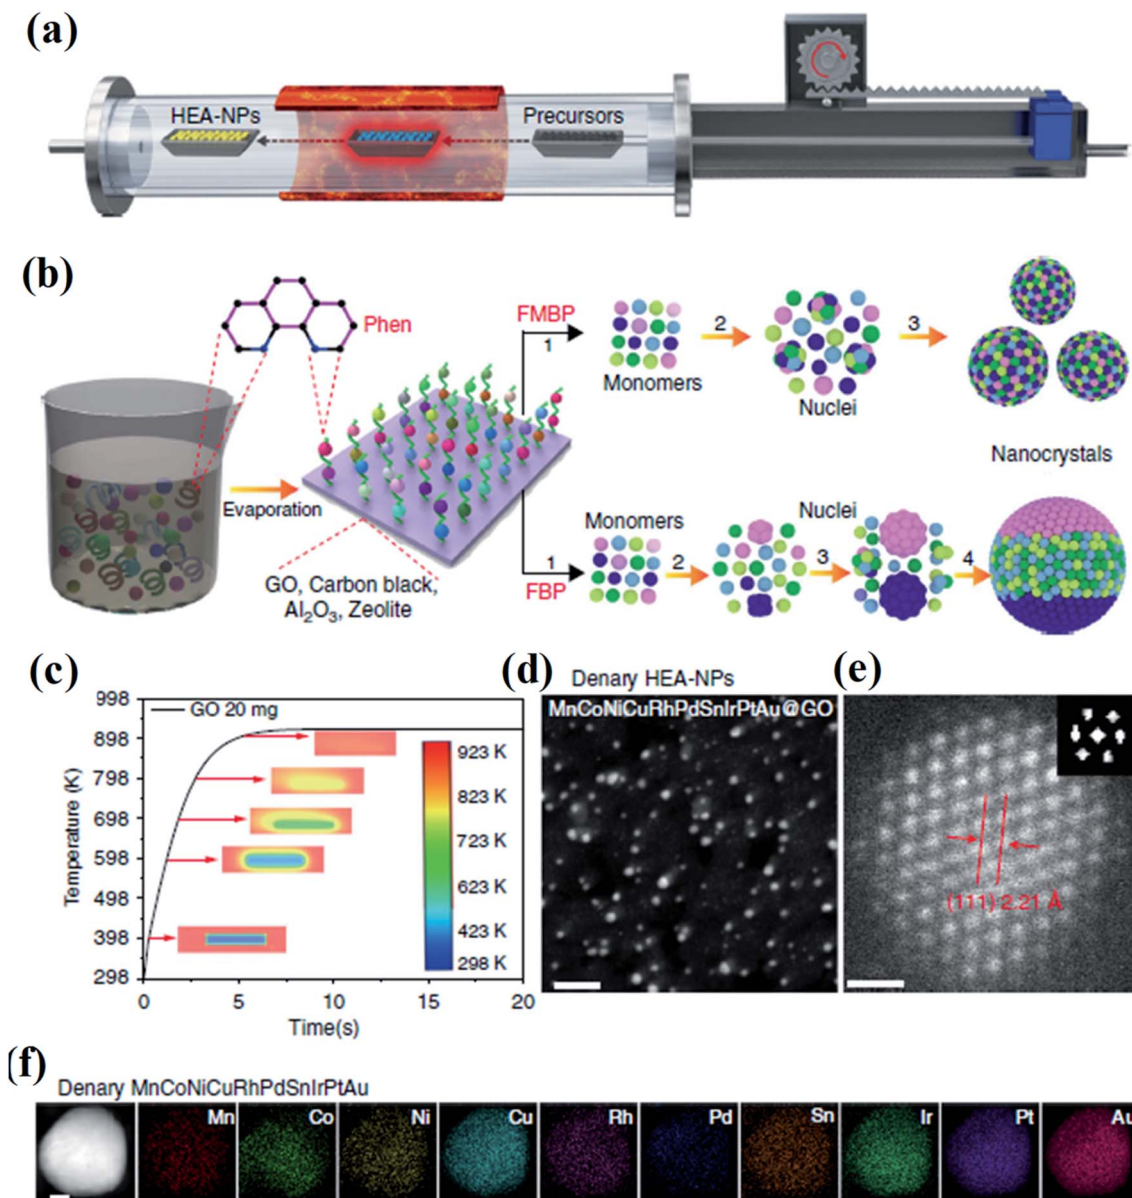 (a)
HEA-NPs
Precursors
(b)
Phen
Evaporation
GO, Carbon black,
Al₂O₃, Zeolite
FMBP
1
Monomers
2
Nuclei
3
Nanocrystals
Monomers
1
FBP
2
Nuclei
3
4
(c)
998
898
798
698
598
498
398
298
Temperature (K)
GO 20 mg
923 K
823 K
723 K
623 K
423 K
298 K
0
5
10
15
20
Time(s)
(d)
Denary HEA-NPs
MnCoNiCuRhPdSnIrPtAu@GO
(e)
(111) 2.21 Å
(f)
Denary MnCoNiCuRhPdSnIrPtAu
Mn
Co
Ni
Cu
Rh
Pd
Sn
Ir
Pt
Au